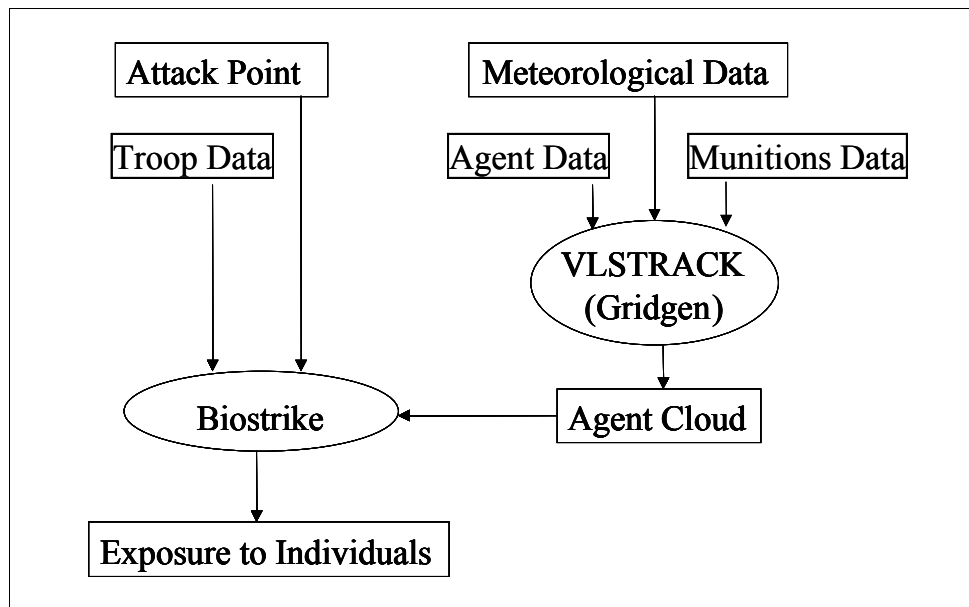 Attack Point
Meteorological Data
Troop Data
Agent Data
Munitions Data
VLSTRACK
(Gridgen)
Biostrike
Agent Cloud
Exposure to Individuals